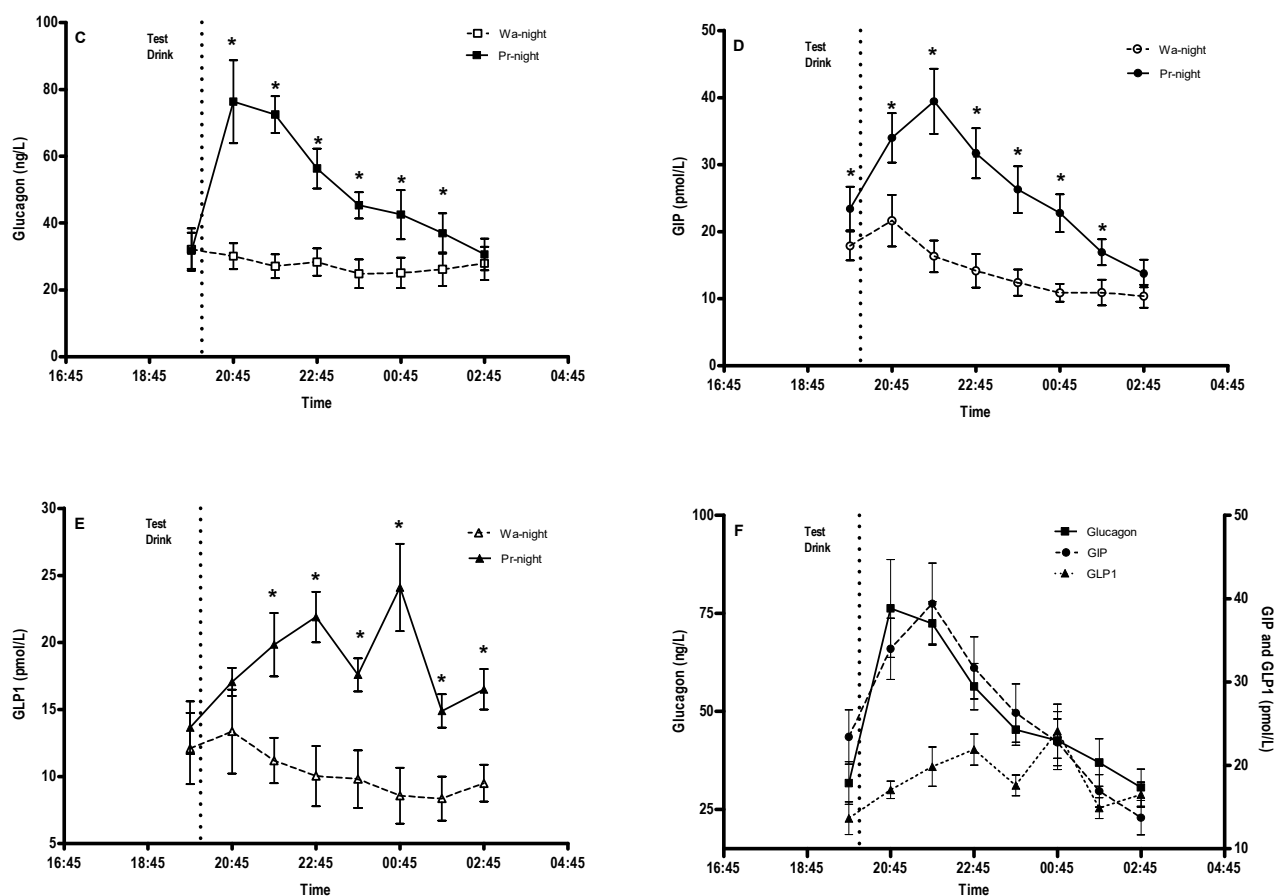 C
Test
Drink
Wa-night
Pr-night
*
*
*
*
*
*
100
80
60
40
20
0
Glucagon (ng/L)
16:45
18:45
20:45
22:45
00:45
02:45
04:45
Time
D
Test
Drink
Wa-night
Pr-night
*
*
*
*
*
*
*
50
40
30
20
10
0
GIP (pmol/L)
16:45
18:45
20:45
22:45
00:45
02:45
04:45
Time
E
Test
Drink
Wa-night
Pr-night
*
*
*
*
*
*
30
25
20
15
10
5
GLP1 (pmol/L)
16:45
18:45
20:45
22:45
00:45
02:45
04:45
Time
F
Test
Drink
Glucagon
GIP
GLP1
100
75
50
25
Glucagon (ng/L)
50
40
30
20
10
GIP and GLP1 (pmol/L)
16:45
18:45
20:45
22:45
00:45
02:45
04:45
Time